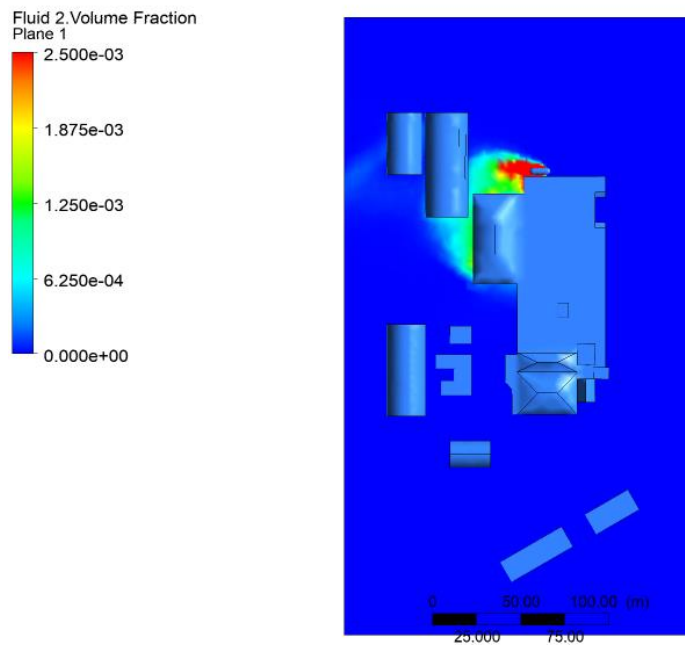 Fluid 2.Volume Fraction
Plane 1
2.500e-03
1.875e-03
1.250e-03
6.250e-04
0.000e+00
0 50.00 100.00 (m)
25.000 75.00